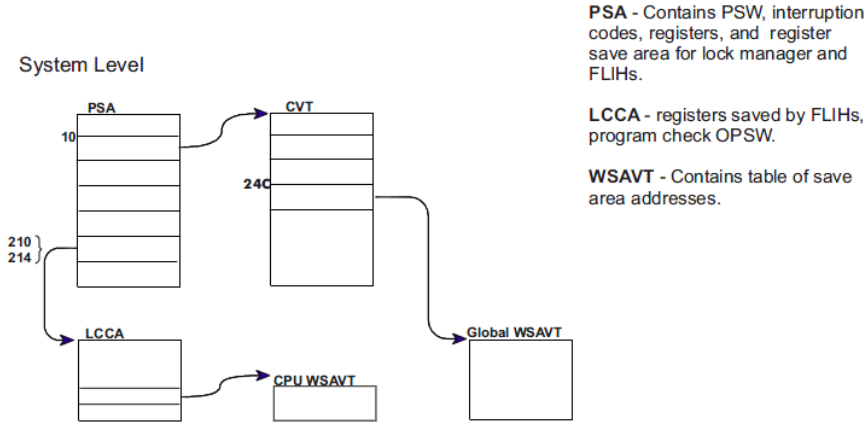 System Level
PSA
10
210
214
CVT
24C
LCCA
CPU WSAVT
Global WSAVT
PSA - Contains PSW, interruption
codes, registers, and register
save area for lock manager and
FLIHs.
LCCA - registers saved by FLIHs,
program check OPSW.
WSAVT - Contains table of save
area addresses.